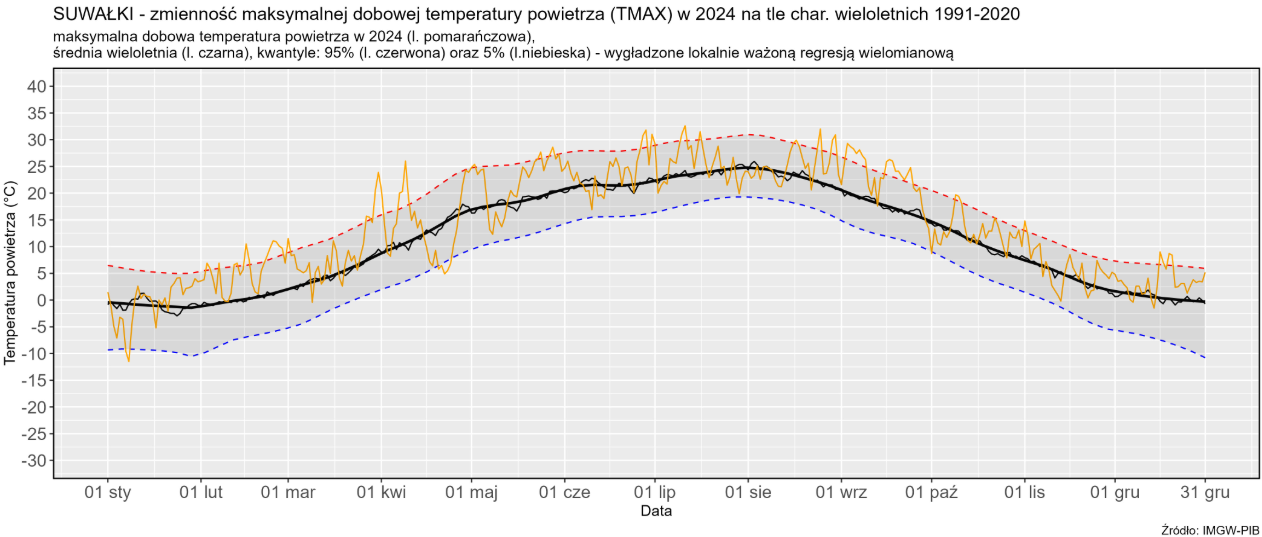 SUWAŁKI - zmienność maksymalnej dobowej temperatury powietrza (TMAX) w 2024 na tle char. wieloletnich 1991-2020
maksymalna dobowa temperatura powietrza w 2024 (l. pomarańczowa),
średnia wieloletnia (l. czarna), kwantyle: 95% (l. czerwona) oraz 5% (l.niebieska) - wygładzone lokalnie ważoną regresją wielomianową
Temperatura powietrza (°C)
40
35
30
25
20
15
10
5
0
-5
-10
-15
-20
-25
-30
01 sty 01 lut 01 mar 01 kwi 01 maj 01 cze 01 lip 01 sie 01 wrz 01 paź 01 lis 01 gru 31 gru
Data
Źródło: IMGW-PIB